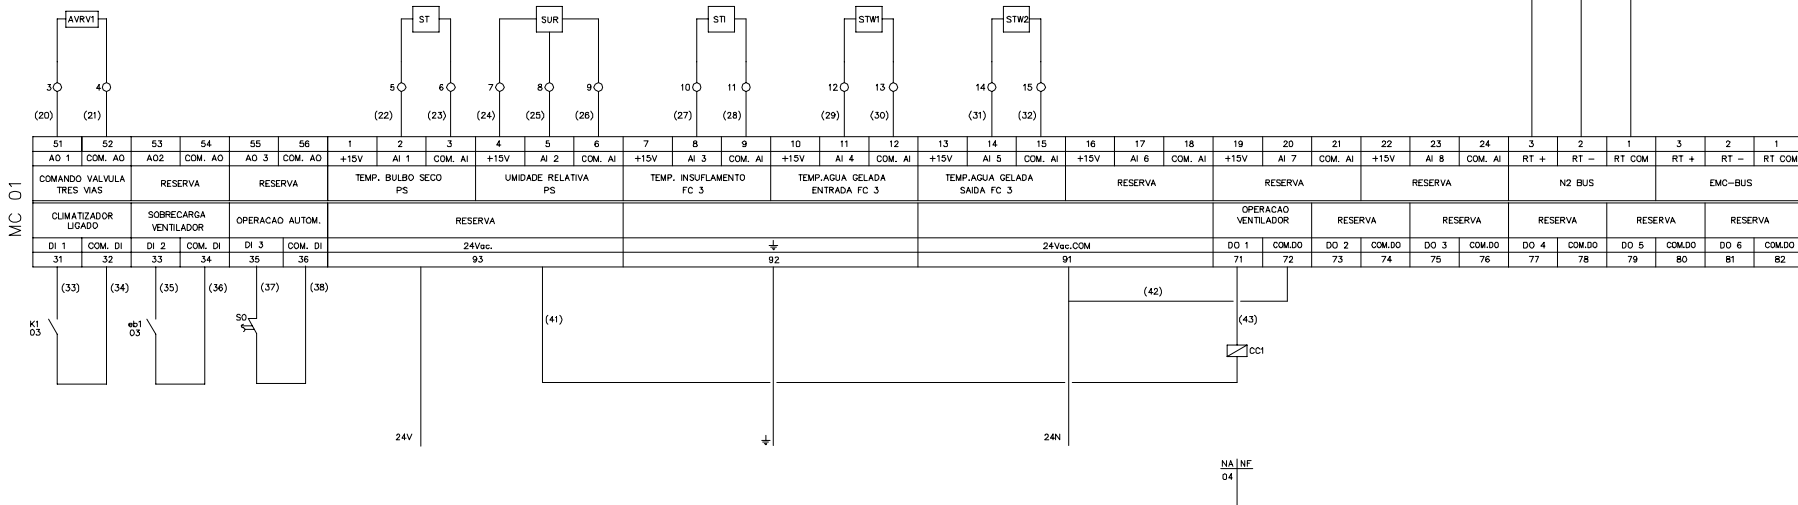 AVRV1 ST SUR STI STW1 STW2
3 4 5 6 7 8 9 10 11 12 13 14 15
(20) (21) (22) (23) (24) (25) (26) (27) (28) (29) (30) (31) (32)
MC 01
51 52 53 54 55 56 1 2 3 4 5 6 7 8 9 10 11 12 13 14 15 16 17 18 19 20 21 22 23 24 3 2 1 3 2 1
AO 1 COM. AO AO2 COM. AO AO 3 COM. AO +15V AI 1 COM. AI +15V AI 2 COM. AI +15V AI 3 COM. AI +15V AI 4 COM. AI +15V AI 5 COM. AI +15V AI 6 COM. AI +15V AI 7 COM. AI +15V AI 8 COM. AI RT + RT - RT COM RT + RT - RT COM
COMANDO VALVULA
TRES VIAS
RESERVA
RESERVA
TEMP. BULBO SECO
PS
UMIDADE RELATIVA
PS
TEMP. INSUFLAMENTO
FC 3
TEMP.AGUA GELADA
ENTRADA FC 3
TEMP.AGUA GELADA
SAIDA FC 3
RESERVA
RESERVA
RESERVA
N2 BUS
EMC-BUS
CLIMATIZADOR
LIGADO
SOBRECARGA
VENTILADOR
OPERACAO AUTOM.
RESERVA
OPERACAO
VENTILADOR
RESERVA
RESERVA
RESERVA
RESERVA
RESERVA
DI 1 COM. DI DI 2 COM. DI DI 3 COM. DI 24Vac. 24Vac.COM DO 1 COM.DO DO 2 COM.DO DO 3 COM.DO DO 4 COM.DO DO 5 COM.DO DO 6 COM.DO
31 32 33 34 35 36 93 92 91 71 72 73 74 75 76 77 78 79 80 81 82
(33) (34) (35) (36) (37) (38) (42)
K1
03
eb1
03
SO
(41)
(43)
CC1
24V
24N
NA NF
04